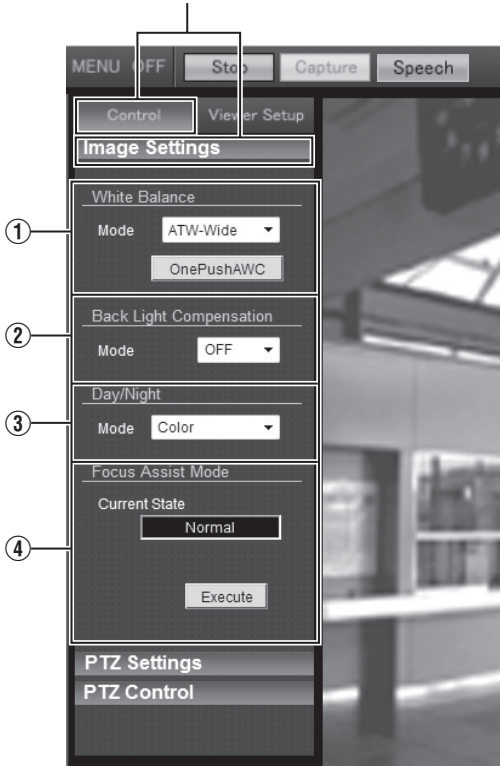 MENU OFF Stop Capture Speech
Control Viewer Setup
Image Settings
White Balance
① Mode ATW-Wide
OnePushAWC
Back Light Compensation
② Mode OFF
Day/Night
③ Mode Color
Focus Assist Mode
Current State
④ Normal
Execute
PTZ Settings
PTZ Control